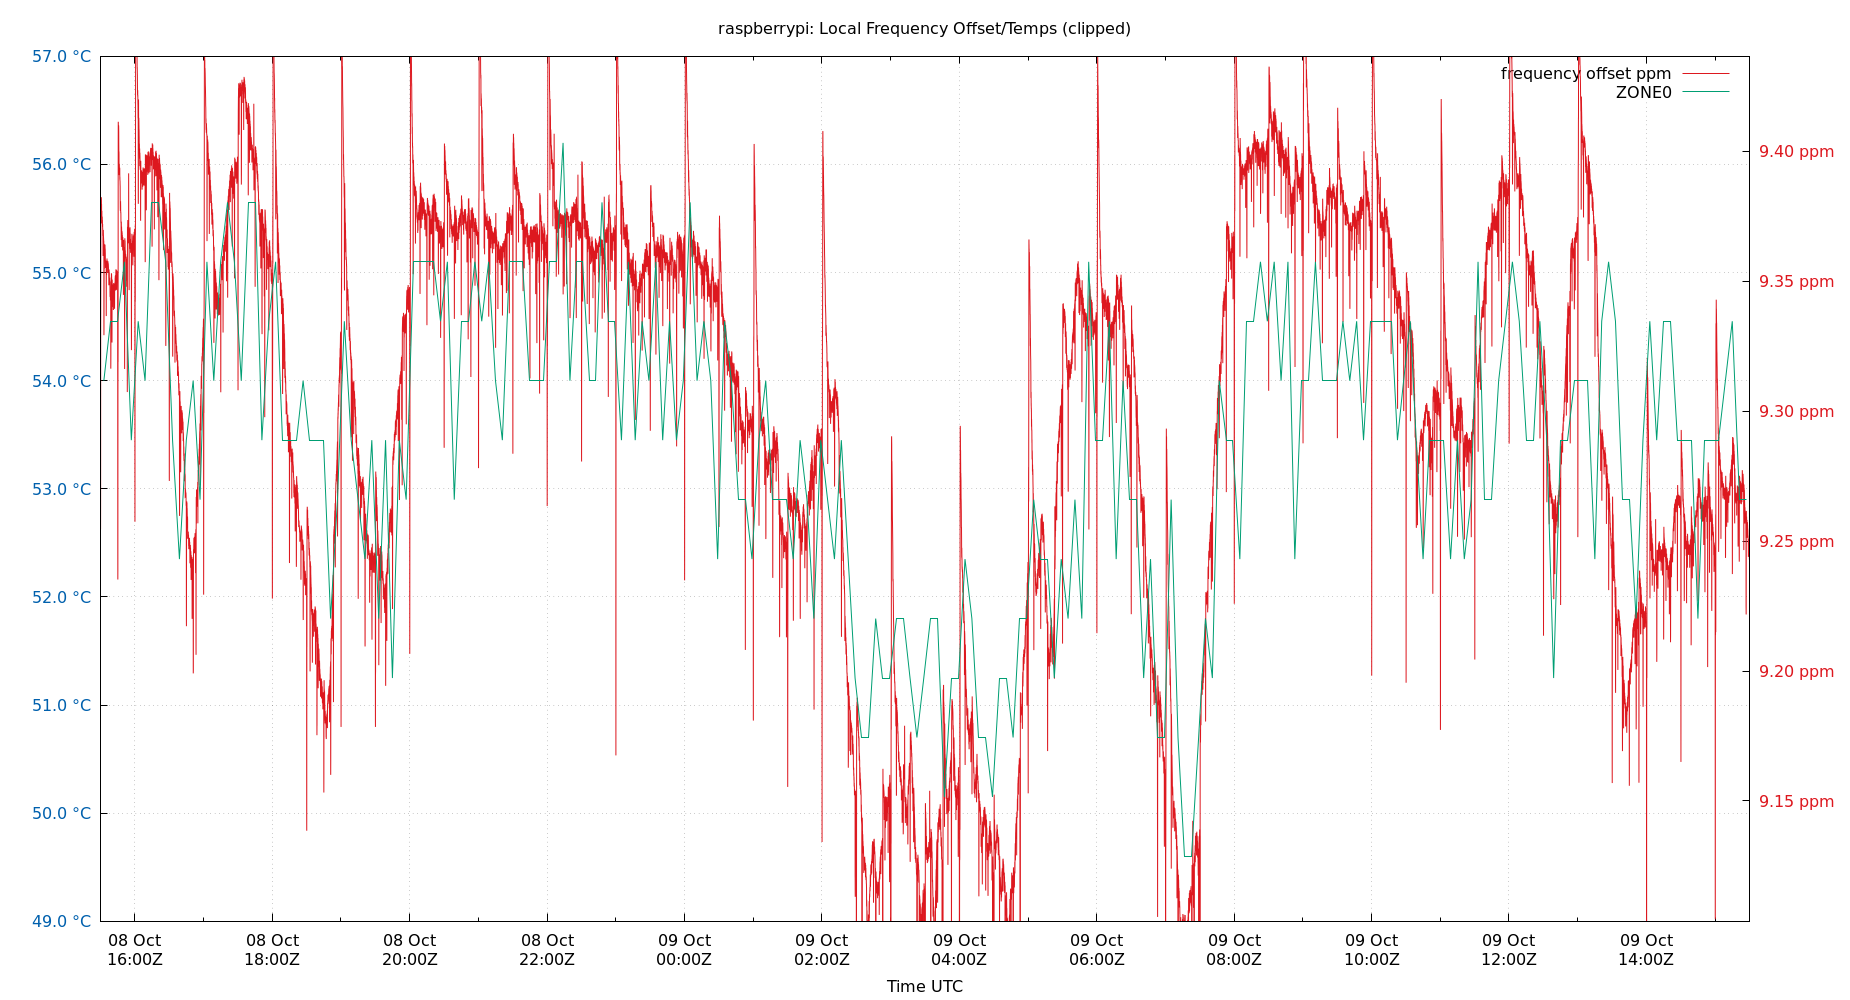 raspberrypi: Local Frequency Offset/Temps (clipped)
57.0 °C
56.0 °C
55.0 °C
54.0 °C
53.0 °C
52.0 °C
51.0 °C
50.0 °C
49.0 °C
frequency offset ppm
ZONE0
9.40 ppm
9.35 ppm
9.30 ppm
9.25 ppm
9.20 ppm
9.15 ppm
08 Oct 08 Oct 08 Oct 08 Oct 09 Oct 09 Oct 09 Oct 09 Oct 09 Oct 09 Oct 09 Oct 09 Oct
16:00Z 18:00Z 20:00Z 22:00Z 00:00Z 02:00Z 04:00Z 06:00Z 08:00Z 10:00Z 12:00Z 14:00Z
Time UTC